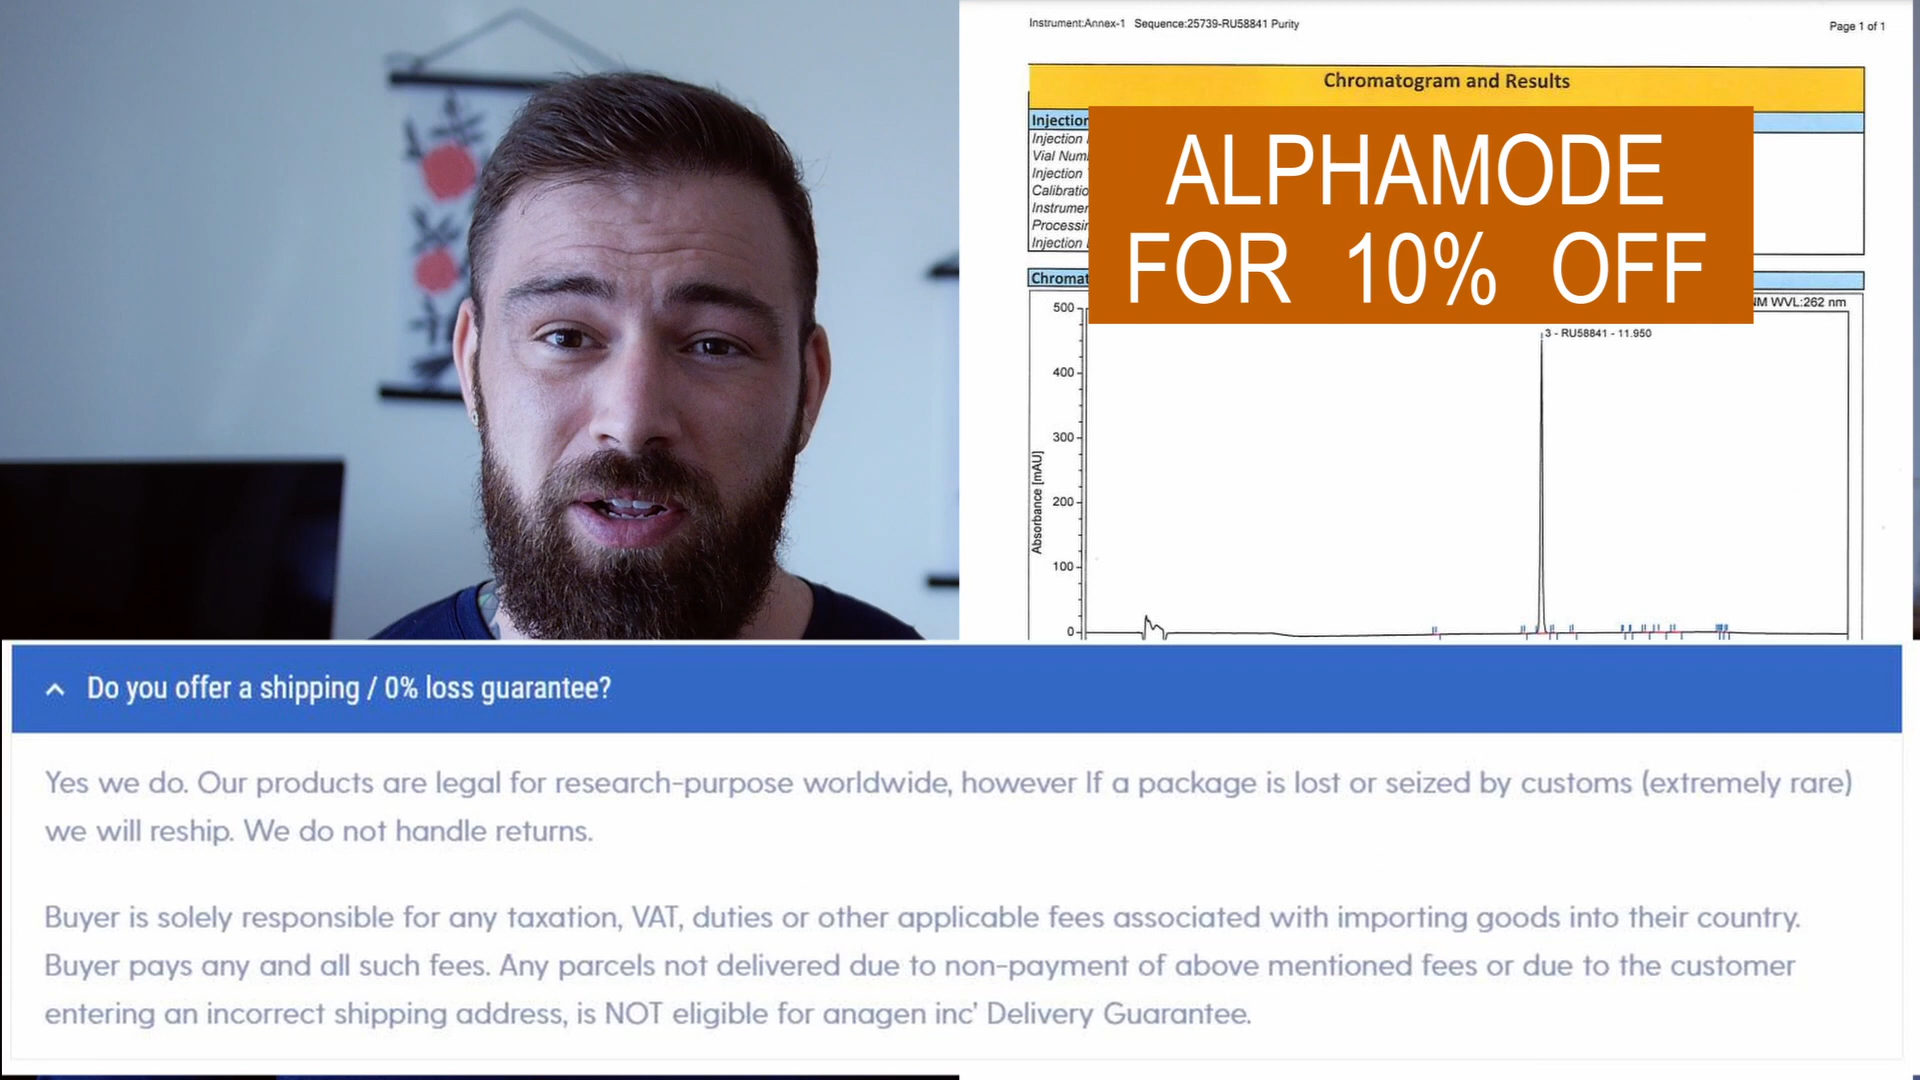 Instrument:Annex-1 Sequence:25739-RU58841 Purity
Page 1 of 1
Chromatogram and Results
Injection
Injection
Vial Num
Injection
Calibratio
Instrumen
Processin
Injection
ALPHAMODE
FOR 10% OFF
Chromat
NM WVL:262 nm
3 - RU58841 - 11.950
Absorbance [mAU]
500
400
300
200
100
0
Do you offer a shipping / 0% loss guarantee?
Yes we do. Our products are legal for research-purpose worldwide, however If a package is lost or seized by customs (extremely rare)
we will reship. We do not handle returns.
Buyer is solely responsible for any taxation, VAT, duties or other applicable fees associated with importing goods into their country.
Buyer pays any and all such fees. Any parcels not delivered due to non-payment of above mentioned fees or due to the customer
entering an incorrect shipping address, is NOT eligible for anagen inc' Delivery Guarantee.